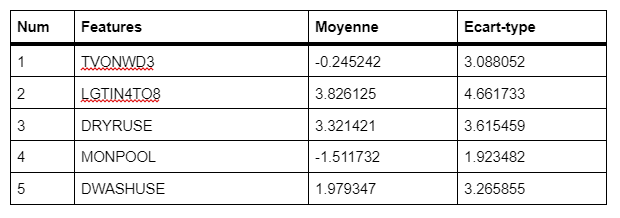 Num Features Moyenne Ecart-type
1 TVONWD3 -0.245242 3.088052
2 LGTIN4TO8 3.826125 4.661733
3 DRYRUSE 3.321421 3.615459
4 MONPOOL -1.511732 1.923482
5 DWASHUSE 1.979347 3.265855